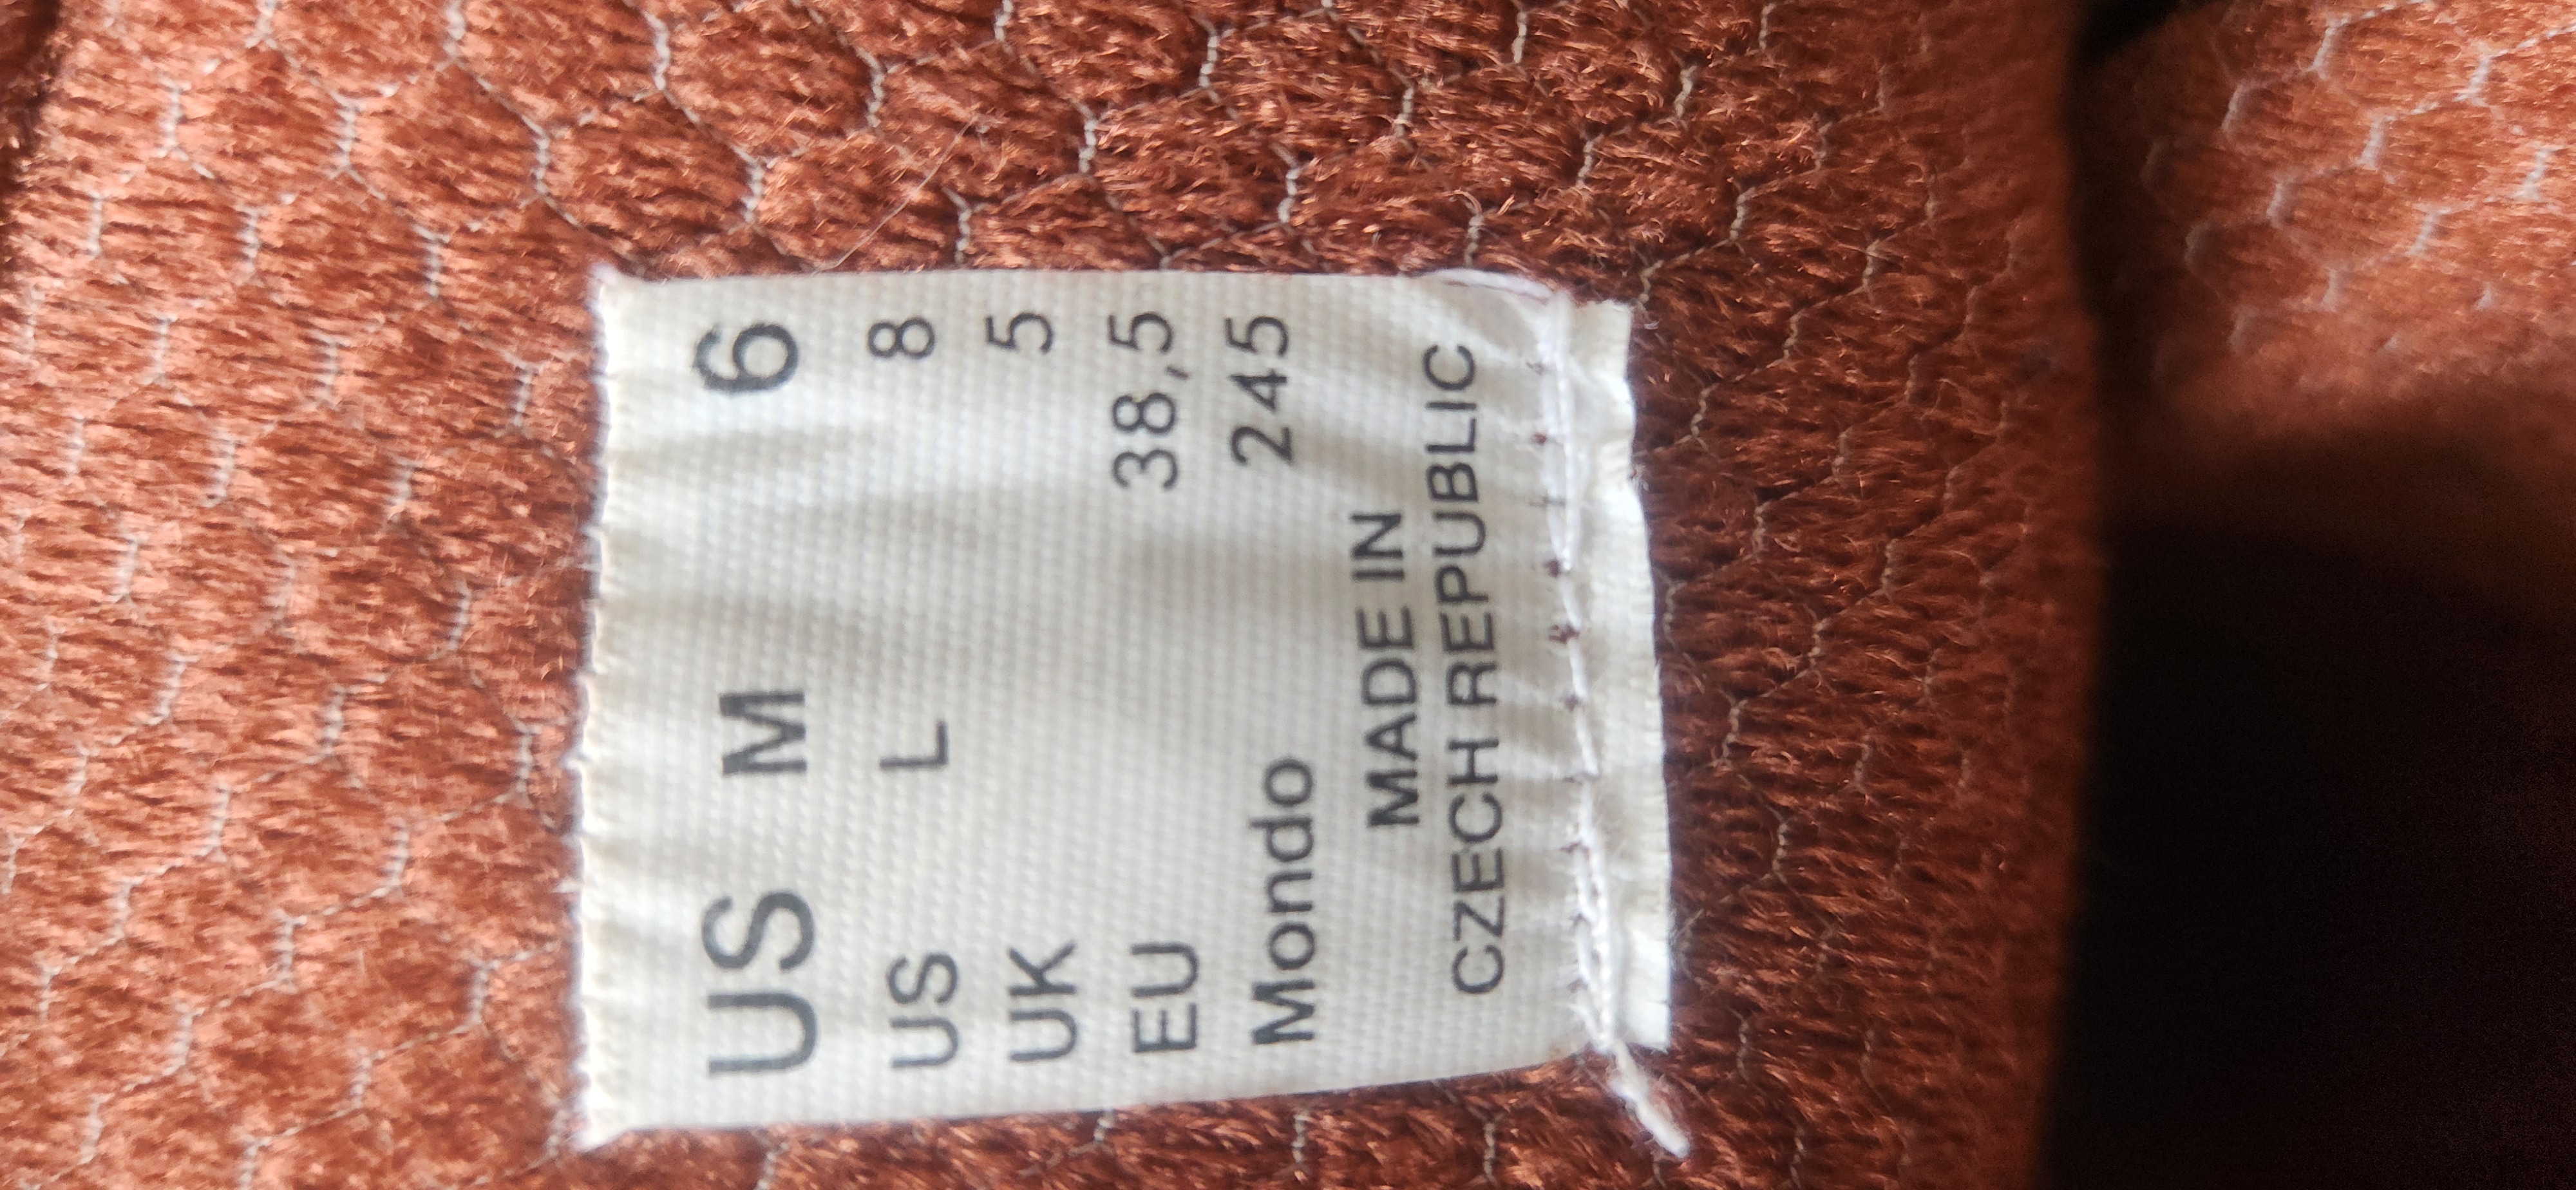 US M 6
US L 8
UK 5
EU 38,5
Mondo 245
MADE IN
CZECH REPUBLIC